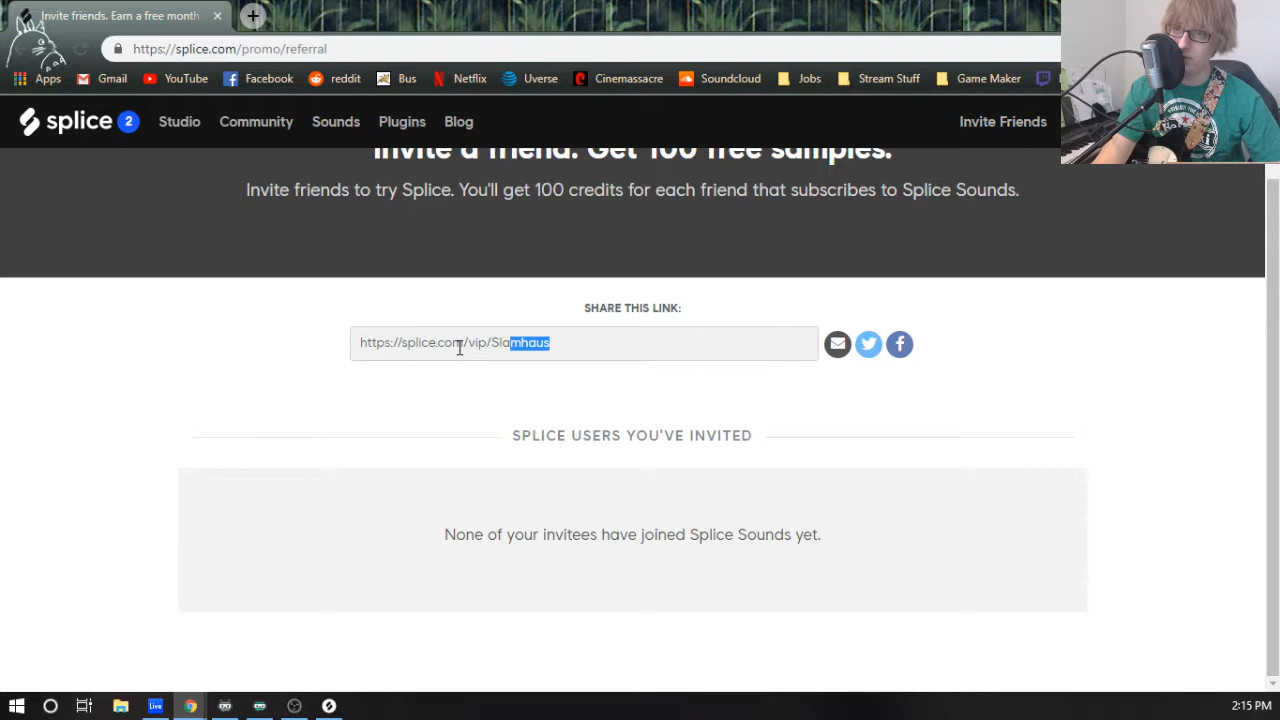 Invite friends. Earn a free month
https://splice.com/promo/referral
Apps Gmail YouTube Facebook reddit Bus Netflix Uverse Cinemassacre Soundcloud Jobs Stream Stuff Game Maker
splice 2 Studio Community Sounds Plugins Blog Invite Friends
Invite a friend. Get 100 free samples.
Invite friends to try Splice. You'll get 100 credits for each friend that subscribes to Splice Sounds.
SHARE THIS LINK:
https://splice.com/vip/Slamhaus
SPLICE USERS YOU'VE INVITED
None of your invitees have joined Splice Sounds yet.
Live
2:15 PM